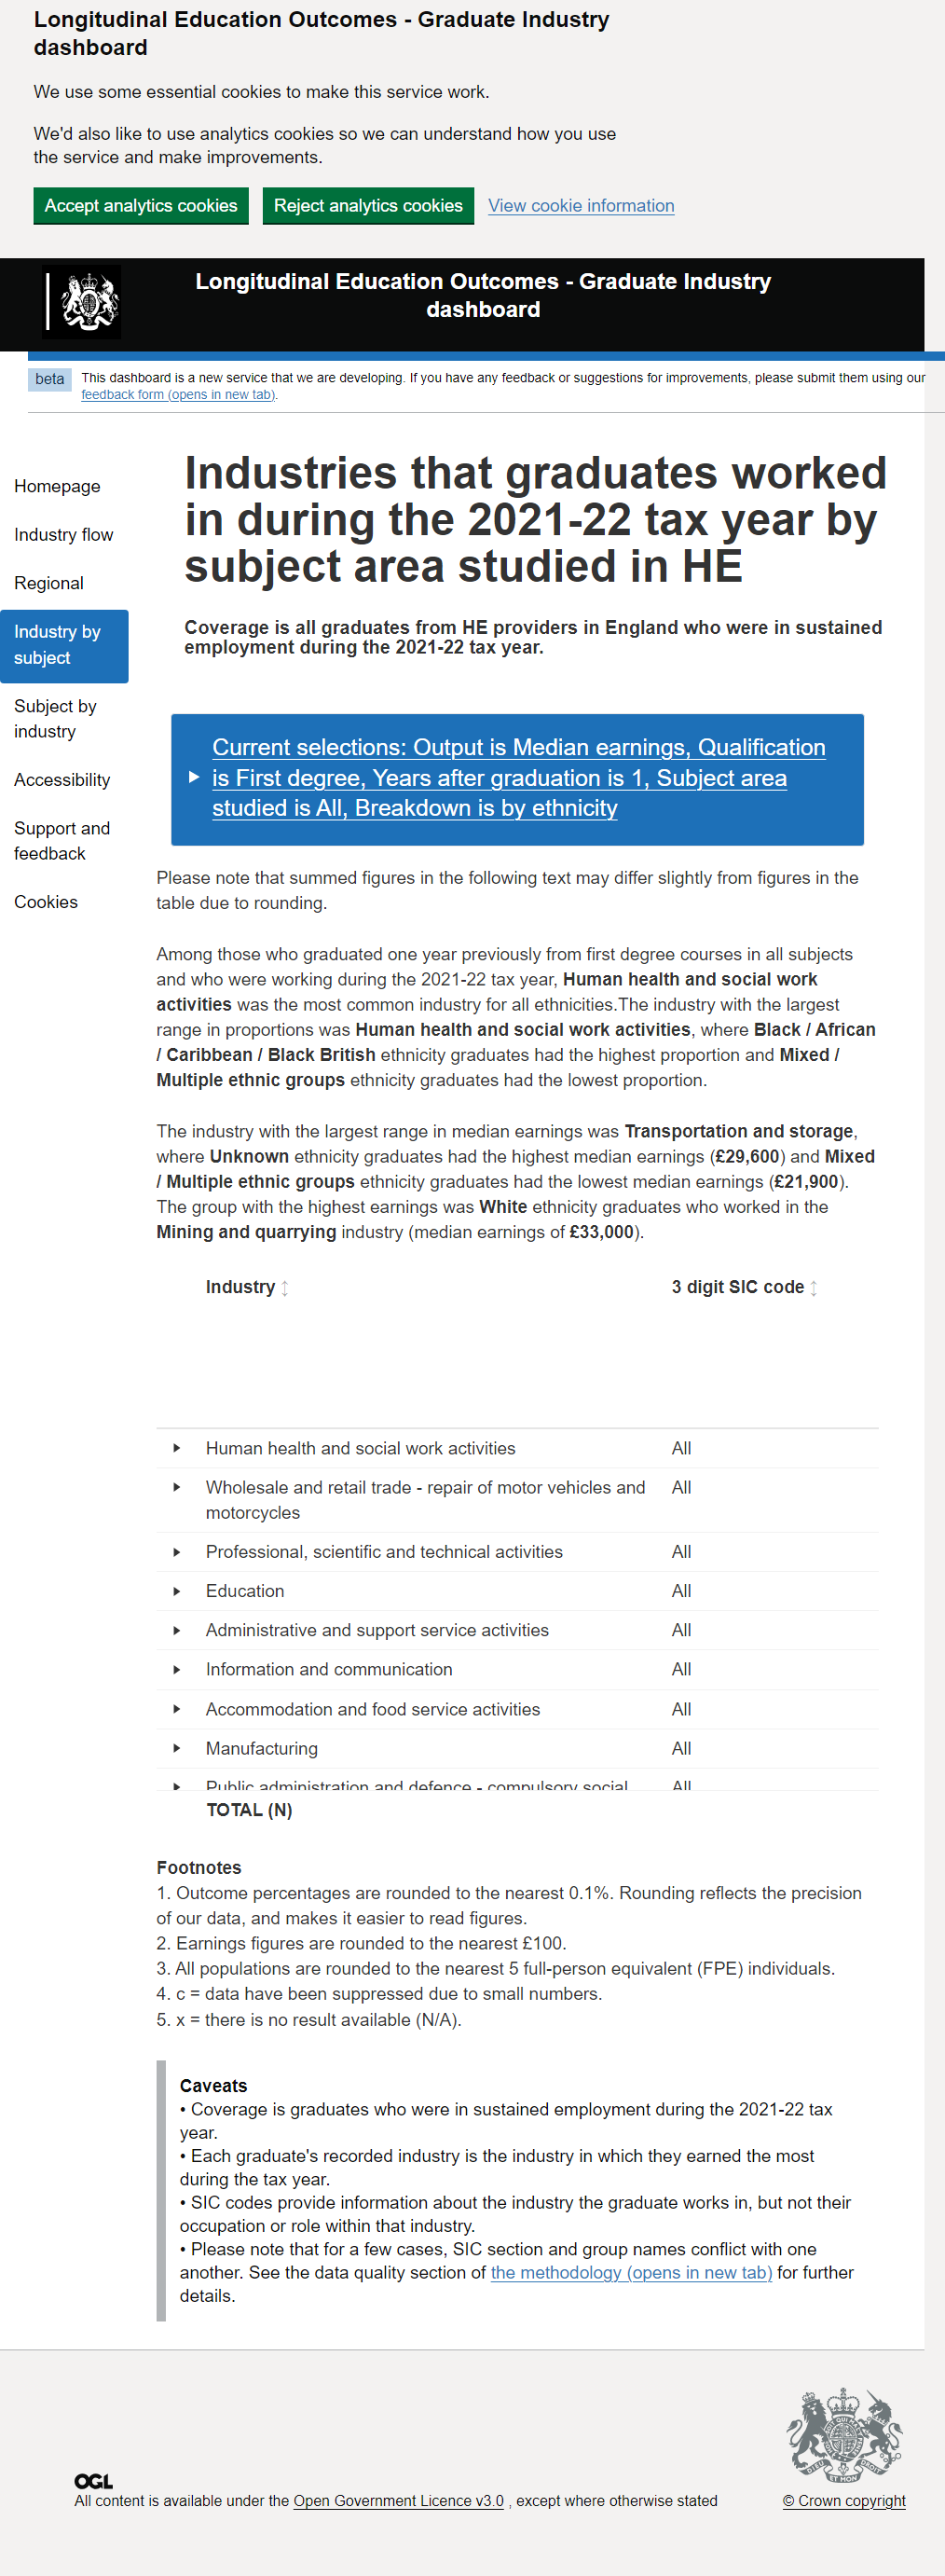 Longitudinal Education Outcomes - Graduate Industry
dashboard
We use some essential cookies to make this service work.
We'd also like to use analytics cookies so we can understand how you use
the service and make improvements.
Accept analytics cookies Reject analytics cookies View cookie information
Longitudinal Education Outcomes - Graduate Industry
dashboard
beta This dashboard is a new service that we are developing. If you have any feedback or suggestions for improvements, please submit them using our
feedback form (opens in new tab).
Homepage
Industry flow
Regional
Industry by
subject
Subject by
industry
Accessibility
Support and
feedback
Cookies
Industries that graduates worked
in during the 2021-22 tax year by
subject area studied in HE
Coverage is all graduates from HE providers in England who were in sustained
employment during the 2021-22 tax year.
Current selections: Output is Median earnings, Qualification
is First degree, Years after graduation is 1, Subject area
studied is All, Breakdown is by ethnicity
Please note that summed figures in the following text may differ slightly from figures in the
table due to rounding.
Among those who graduated one year previously from first degree courses in all subjects
and who were working during the 2021-22 tax year, Human health and social work
activities was the most common industry for all ethnicities.The industry with the largest
range in proportions was Human health and social work activities, where Black / African
/ Caribbean / Black British ethnicity graduates had the highest proportion and Mixed /
Multiple ethnic groups ethnicity graduates had the lowest proportion.
The industry with the largest range in median earnings was Transportation and storage,
where Unknown ethnicity graduates had the highest median earnings (£29,600) and Mixed
/ Multiple ethnic groups ethnicity graduates had the lowest median earnings (£21,900).
The group with the highest earnings was White ethnicity graduates who worked in the
Mining and quarrying industry (median earnings of £33,000).
Industry 3 digit SIC code
Human health and social work activities All
Wholesale and retail trade - repair of motor vehicles and All
motorcycles
Professional, scientific and technical activities All
Education All
Administrative and support service activities All
Information and communication All
Accommodation and food service activities All
Manufacturing All
Public administration and defence - compulsory social All
TOTAL (N)
Footnotes
1. Outcome percentages are rounded to the nearest 0.1%. Rounding reflects the precision
of our data, and makes it easier to read figures.
2. Earnings figures are rounded to the nearest £100.
3. All populations are rounded to the nearest 5 full-person equivalent (FPE) individuals.
4. c = data have been suppressed due to small numbers.
5. x = there is no result available (N/A).
Caveats
• Coverage is graduates who were in sustained employment during the 2021-22 tax
year.
• Each graduate's recorded industry is the industry in which they earned the most
during the tax year.
• SIC codes provide information about the industry the graduate works in, but not their
occupation or role within that industry.
• Please note that for a few cases, SIC section and group names conflict with one
another. See the data quality section of the methodology (opens in new tab) for further
details.
OGL
All content is available under the Open Government Licence v3.0 , except where otherwise stated
© Crown copyright